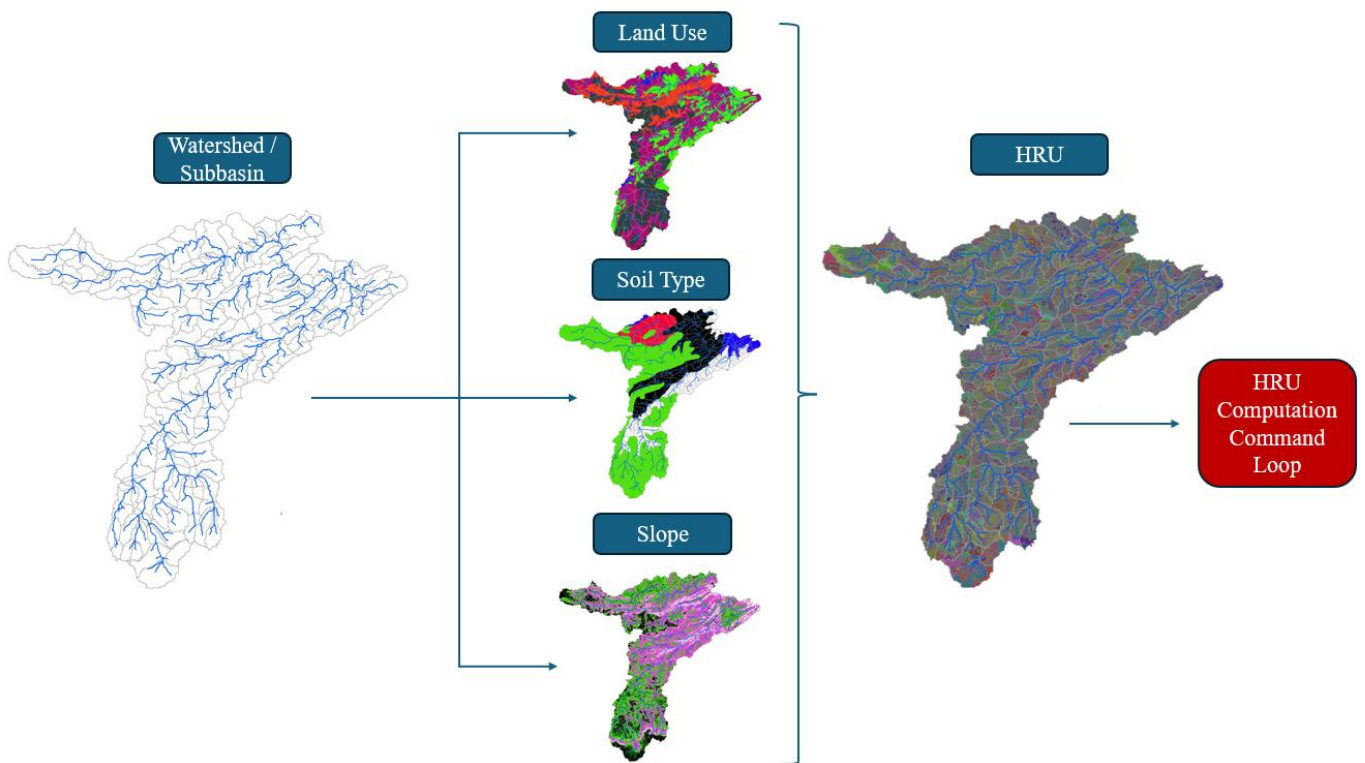 Watershed /
Subbasin
Land Use
Soil Type
Slope
HRU
HRU
Computation
Command
Loop